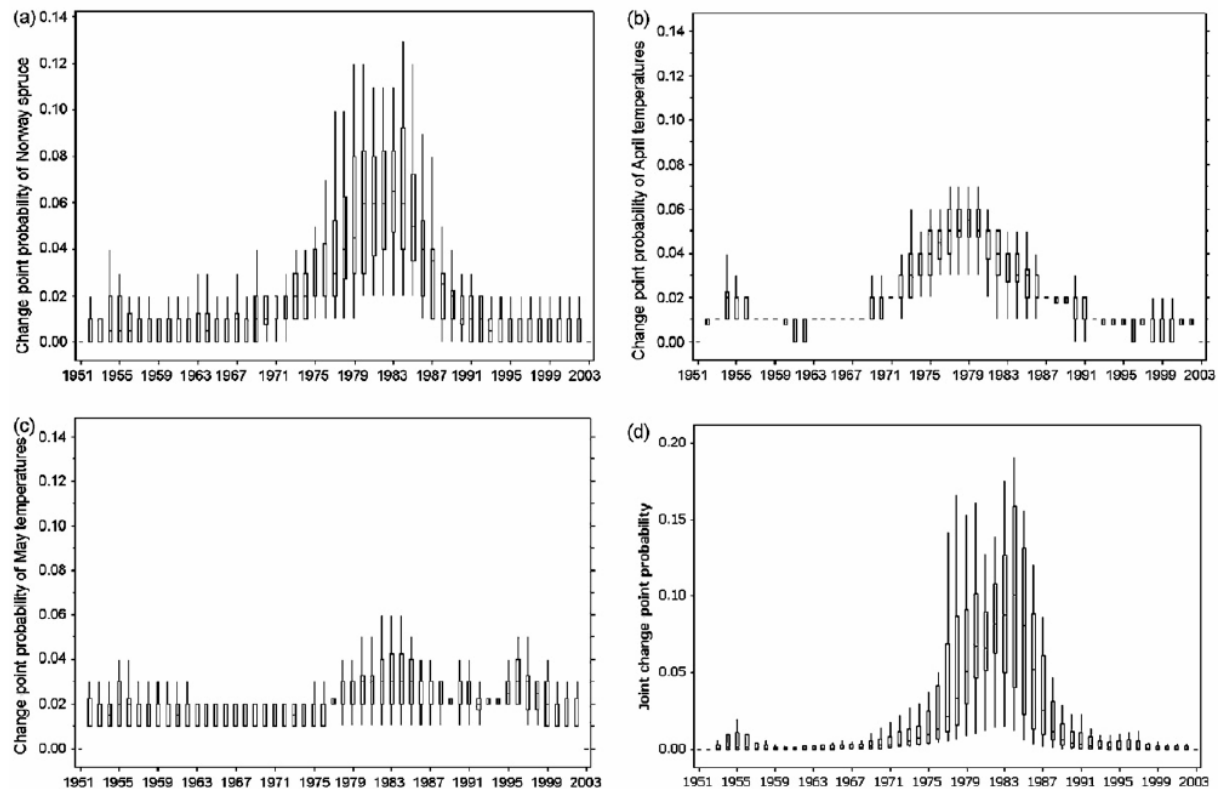 (a)
Change point probability of Norway spruce
0.14
0.12
0.10
0.08
0.06
0.04
0.02
0.00
1951 1955 1959 1963 1967 1971 1975 1979 1983 1987 1991 1995 1999 2003
(b)
Change point probability of April temperatures
0.14
0.12
0.10
0.08
0.06
0.04
0.02
0.00
1951 1955 1959 1963 1967 1971 1975 1979 1983 1987 1991 1995 1999 2003
(c)
Change point probability of May temperatures
0.14
0.12
0.10
0.08
0.06
0.04
0.02
0.00
1951 1955 1959 1963 1967 1971 1975 1979 1983 1987 1991 1995 1999 2003
(d)
Joint change point probability
0.20
0.15
0.10
0.05
0.00
1951 1955 1959 1963 1967 1971 1975 1979 1983 1987 1991 1995 1999 2003